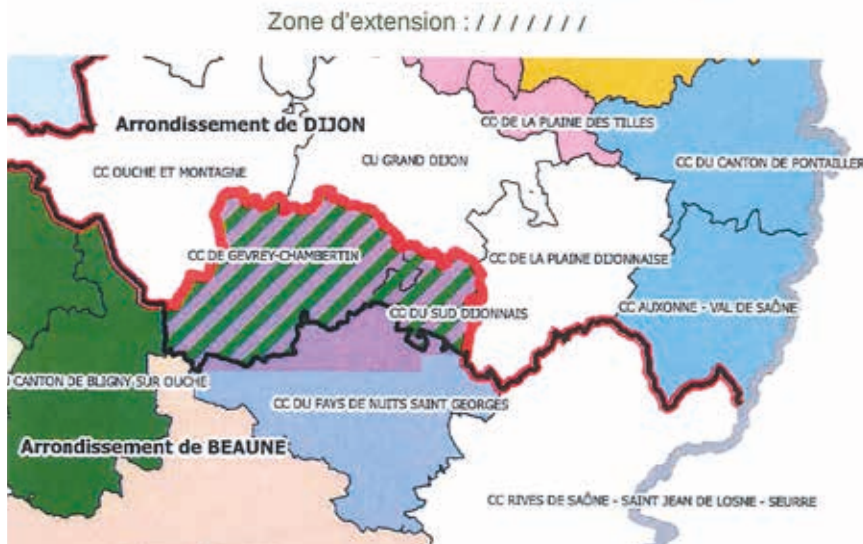 Zone d'extension : / / / / / / /
Arrondissement de DIJON
CC DE LA PLAINE DES TILLES
CC OUCHE ET MONTAGNE
CU GRAND DIJON
CC DU CANTON DE PONTAILLER
CC DE GEVREY-CHAMBERTIN
CC DE LA PLAINE DIJONNAISE
CC DU SUD DIJONNAIS
CC AUXONNE - VAL DE SAÔNE
CANTON DE BLIGNY SUR OUCHE
CC DU PAYS DE NUITS SAINT GEORGES
Arrondissement de BEAUNE
CC RIVES DE SAÔNE - SAINT JEAN DE LOSNE - SEURRE